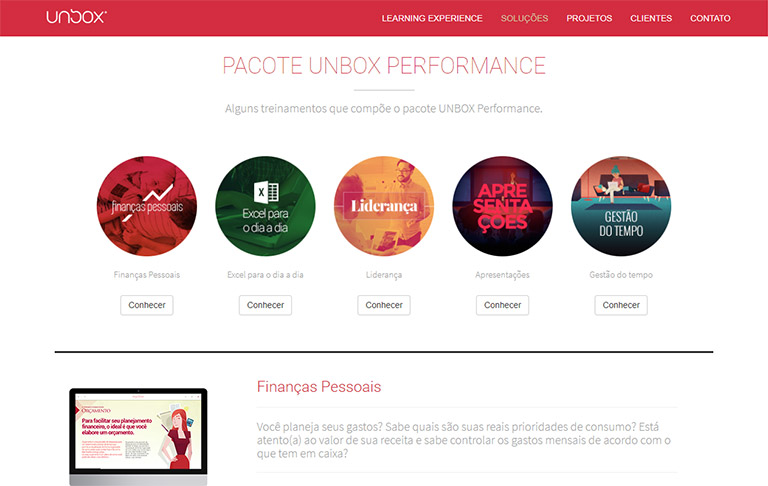 unbox
LEARNING EXPERIENCE SOLUÇÕES PROJETOS CLIENTES CONTATO
PACOTE UNBOX PERFORMANCE
Alguns treinamentos que compõe o pacote UNBOX Performance.
finanças pessoais
Excel para
o dia a dia
Liderança
APRE
SENTA
ÇÕES
GESTÃO
DO TEMPO
Finanças Pessoais
Excel para o dia a dia
Liderança
Apresentações
Gestão do tempo
Conhecer
Conhecer
Conhecer
Conhecer
Conhecer
ORÇAMENTO
Para facilitar seu planejamento
financeiro, o ideal é que você
elabore um orçamento.
Finanças Pessoais
Você planeja seus gastos? Sabe quais são suas reais prioridades de consumo? Está
atento(a) ao valor de sua receita e sabe controlar os gastos mensais de acordo com o
que tem em caixa?